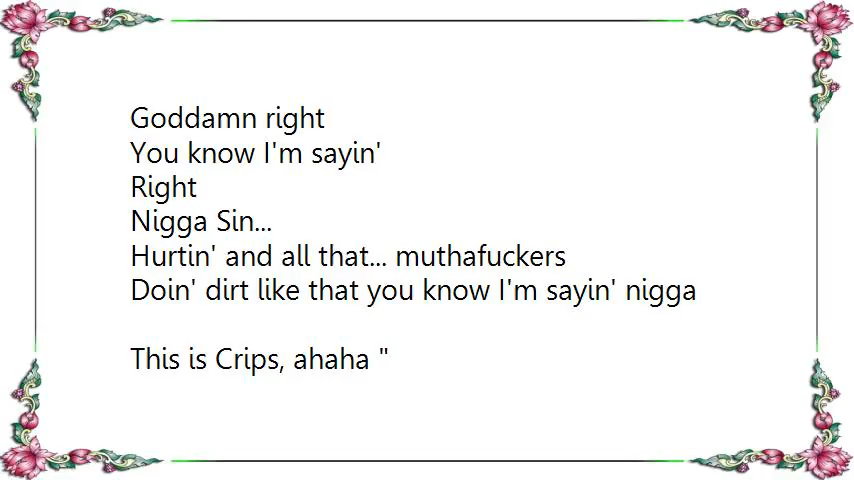 Goddamn right
You know I'm sayin'
Right
Nigga Sin...
Hurtin' and all that... muthafuckers
Doin' dirt like that you know I'm sayin' nigga
This is Crips, ahaha "